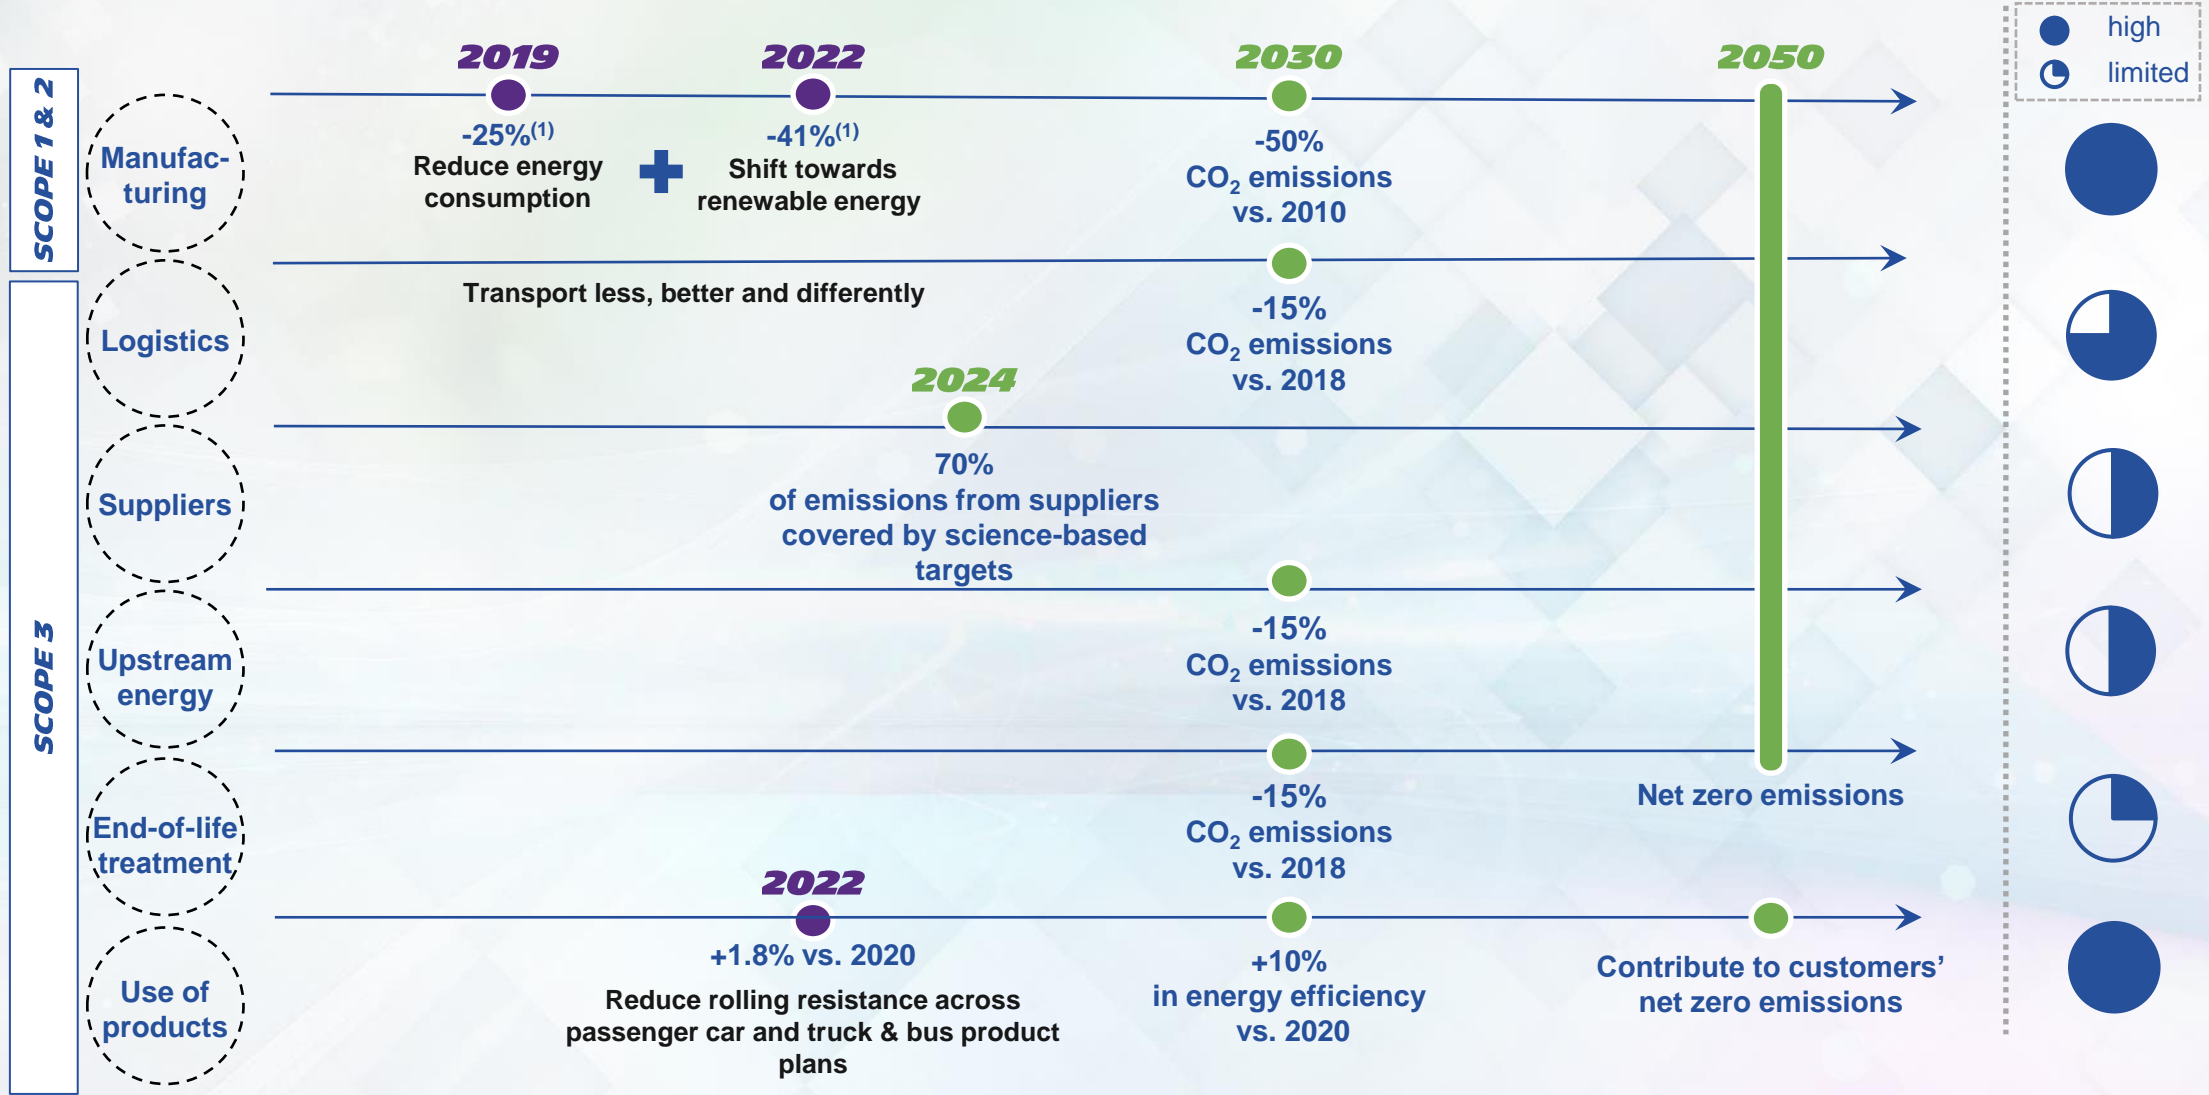 high
limited
2019
2022
2030
2050
SCOPE 1 & 2
Manufac-
turing
-25%(1)
Reduce energy
consumption
-41%(1)
Shift towards
renewable energy
-50%
CO2 emissions
vs. 2010
SCOPE 3
Logistics
Transport less, better and differently
-15%
CO2 emissions
vs. 2018
Suppliers
2024
70%
of emissions from suppliers
covered by science-based
targets
Upstream
energy
-15%
CO2 emissions
vs. 2018
End-of-life
treatment
-15%
CO2 emissions
vs. 2018
Net zero emissions
Use of
products
2022
+1.8% vs. 2020
Reduce rolling resistance across
passenger car and truck & bus product
plans
+10%
in energy efficiency
vs. 2020
Contribute to customers’
net zero emissions